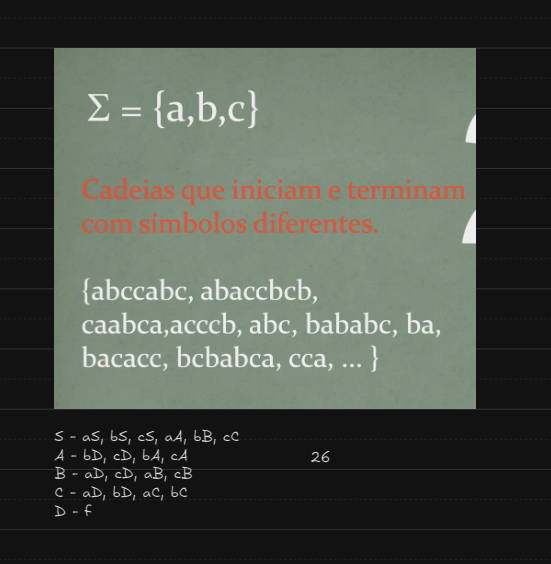 Σ = {a,b,c}
Cadeias que iniciam e terminam
com símbolos diferentes.
{abccabc, abaccbcb,
caabca,acccb, abc, bababc, ba,
bacacc, bcbabca, cca, ... }
S - aS, bS, cS, aA, bB, cC
A - bD, cD, bA, cA
26
B - aD, cD, aB, cB
C - aD, bD, aC, bC
D - f